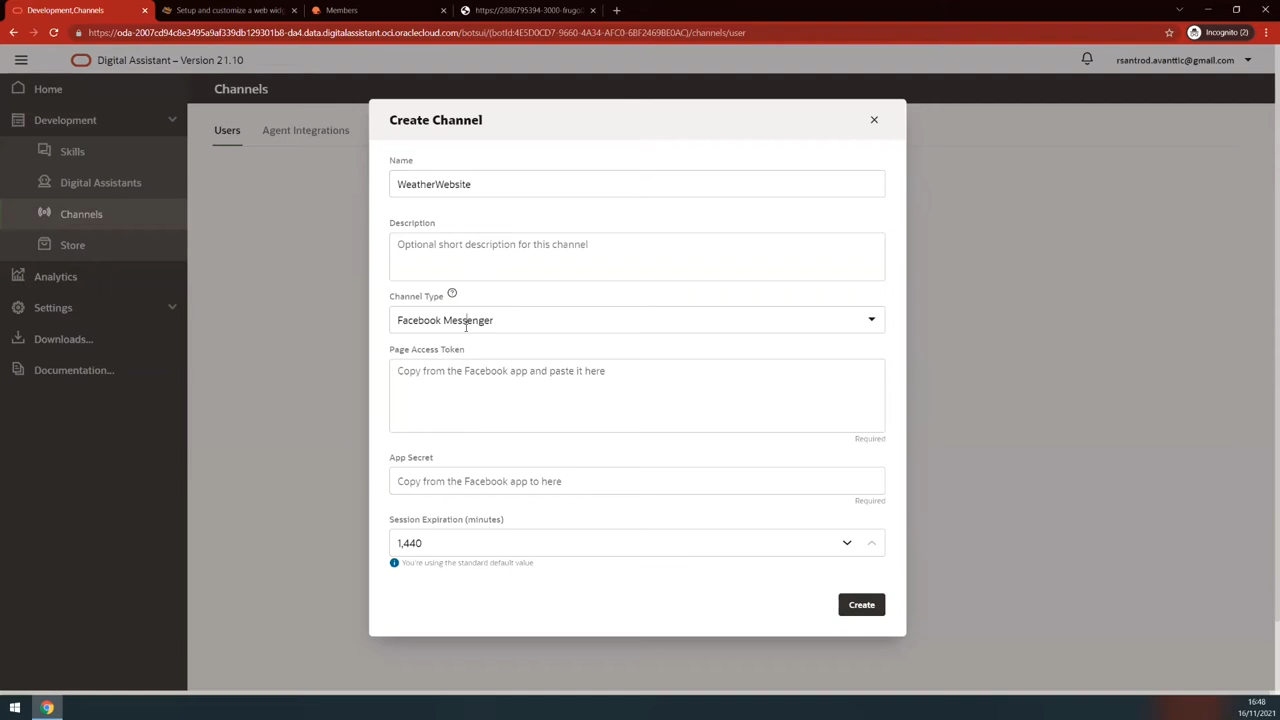 Development,Channels
Setup and customize a web widg
Members
https://2886795394-3000-frugo
https://oda-2007cd94c8e3495a9af339db129301b8-da4.data.digitalassistant.oci.oraclecloud.com/botsui/(botId:4E5D0CD7-9660-4A34-AFC0-6BF2469BE0AC)/channels/user
Incognito (2)
Digital Assistant – Version 21.10
rsantrod.avanttic@gmail.com
Home
Development
Skills
Digital Assistants
Channels
Store
Analytics
Settings
Downloads...
Documentation...
Channels
Users
Agent Integrations
Create Channel
Name
WeatherWebsite
Description
Optional short description for this channel
Channel Type
Facebook Messenger
Page Access Token
Copy from the Facebook app and paste it here
Required
App Secret
Copy from the Facebook app to here
Required
Session Expiration (minutes)
1,440
You're using the standard default value
Create
16:48
16/11/2021